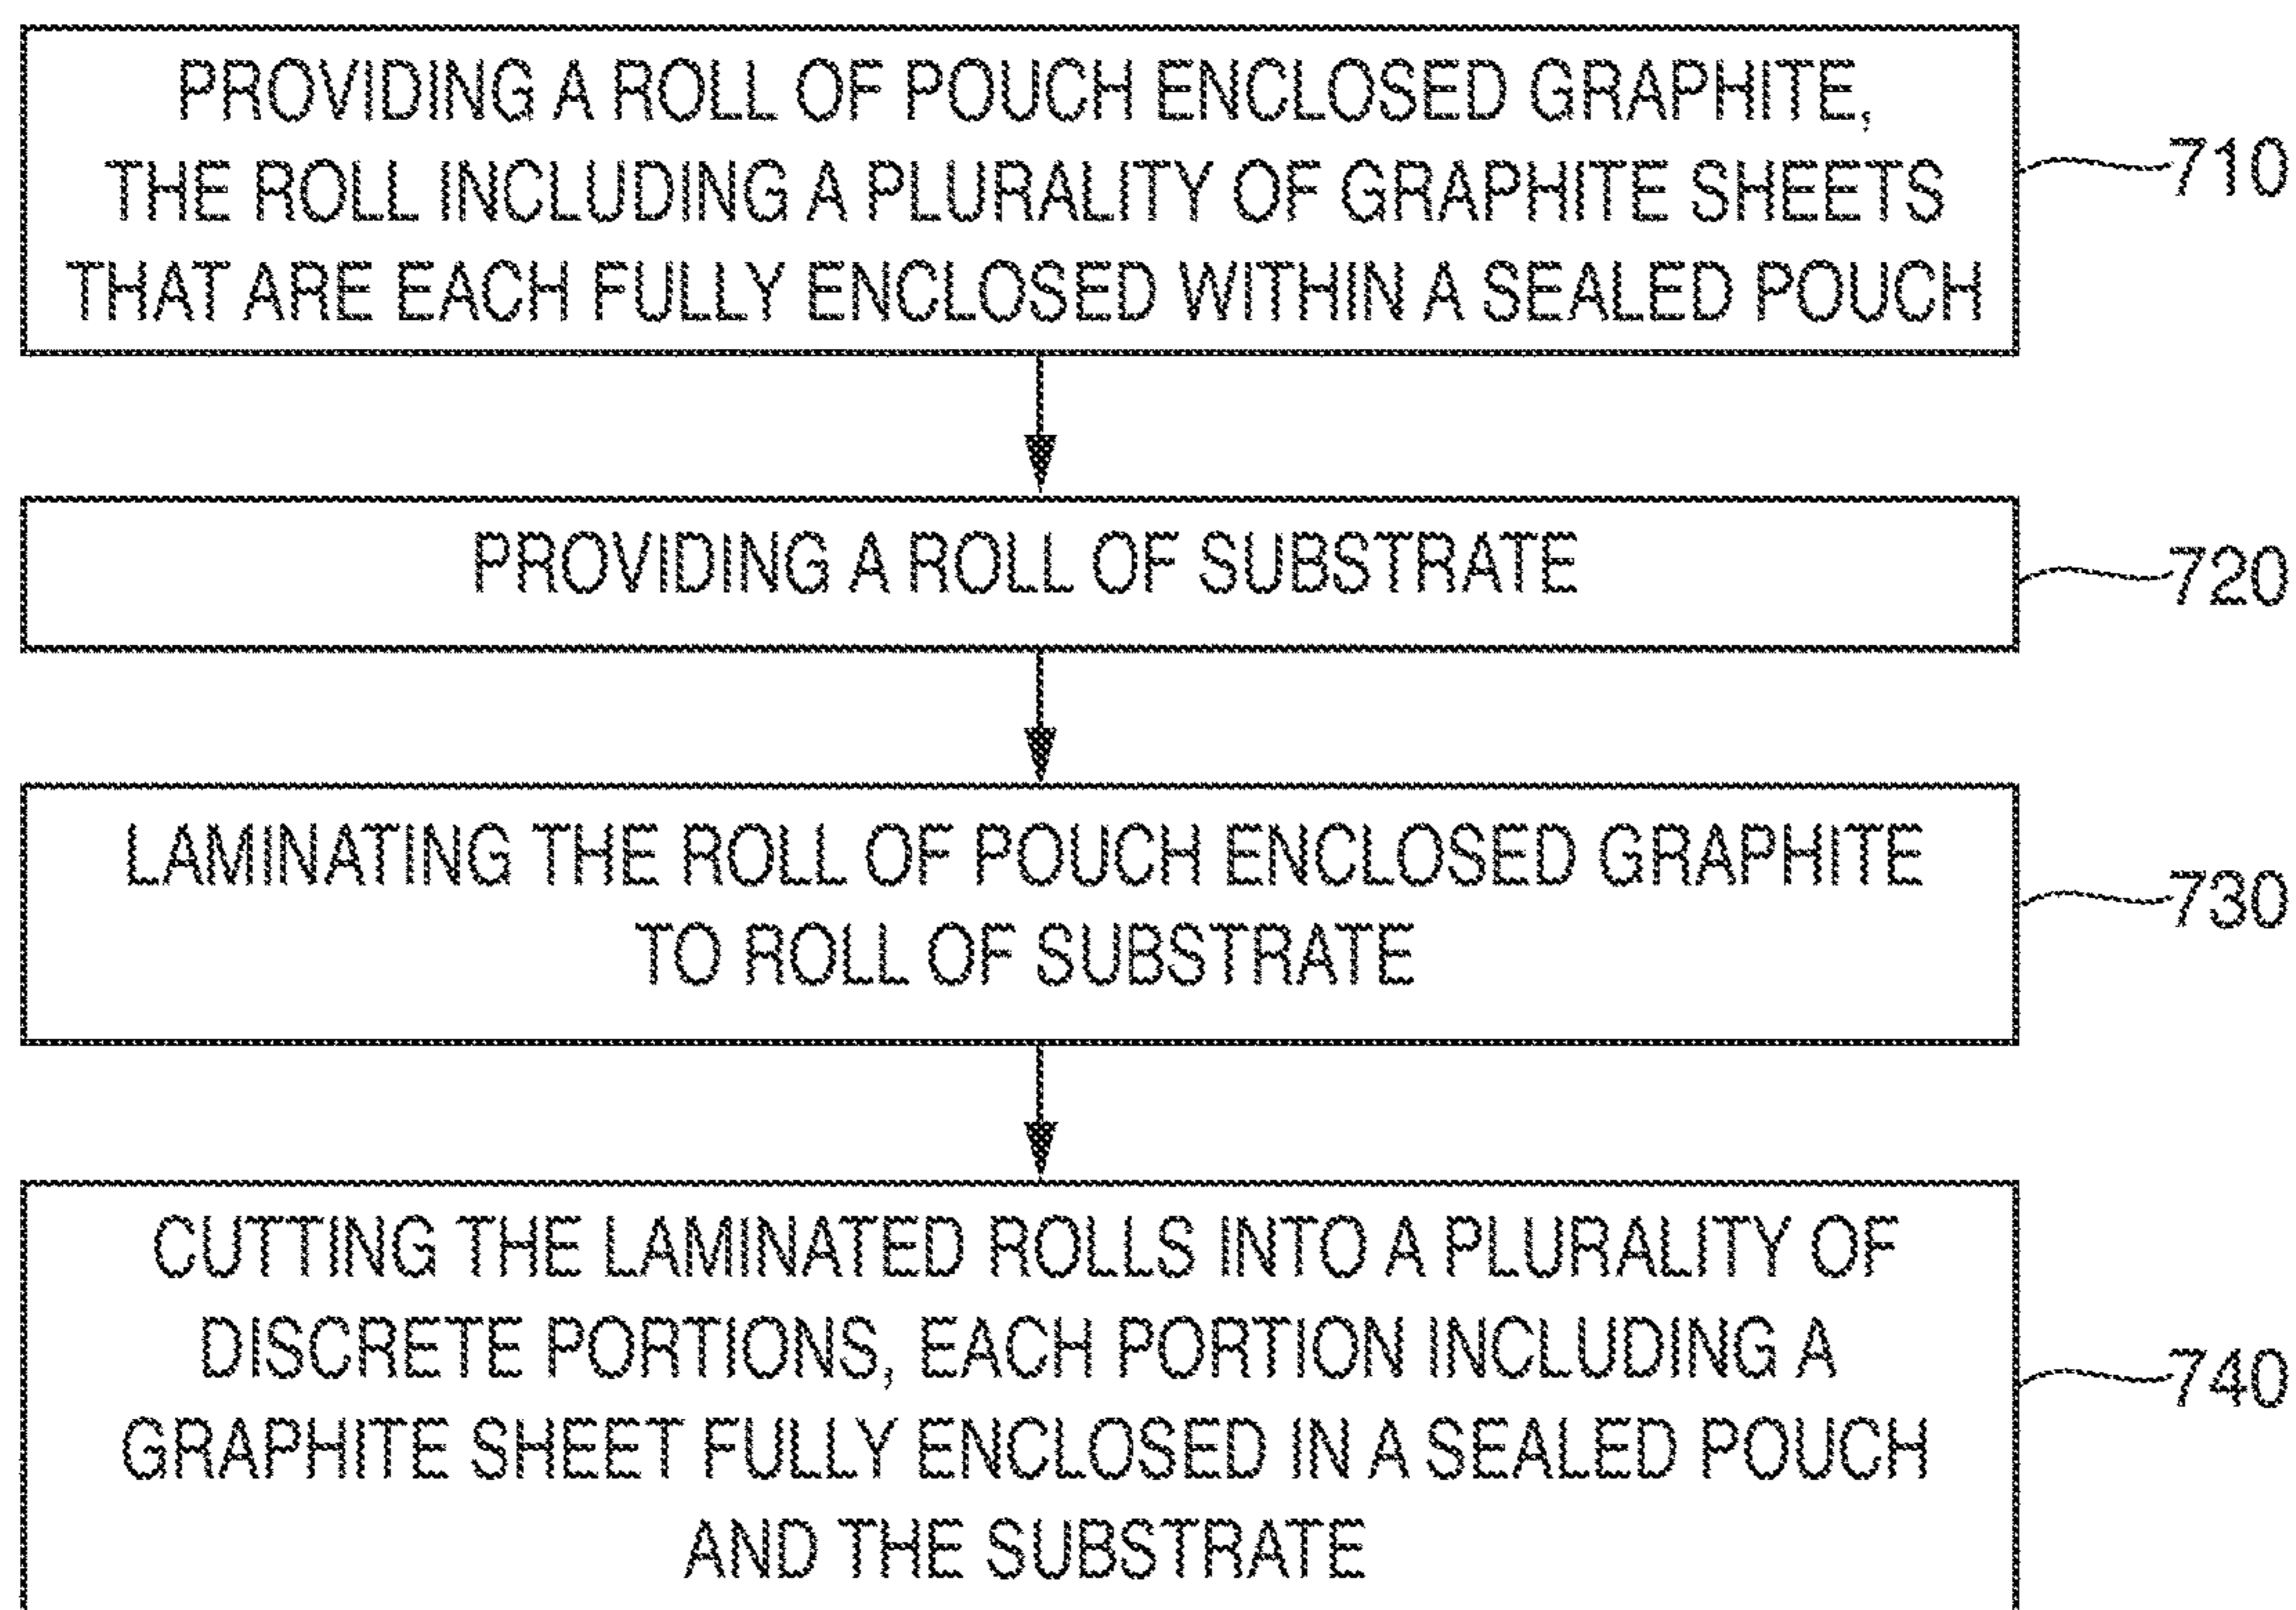 PROVIDING A ROLL OF POUCH ENCLOSED GRAPHITE,
THE ROLL INCLUDING A PLURALITY OF GRAPHITE SHEETS
THAT ARE EACH FULLY ENCLOSED WITHIN A SEALED POUCH
710
PROVIDING A ROLL OF SUBSTRATE
720
LAMINATING THE ROLL OF POUCH ENCLOSED GRAPHITE
TO ROLL OF SUBSTRATE
730
CUTTING THE LAMINATED ROLLS INTO A PLURALITY OF
DISCRETE PORTIONS, EACH PORTION INCLUDING A
GRAPHITE SHEET FULLY ENCLOSED IN A SEALED POUCH
AND THE SUBSTRATE
740